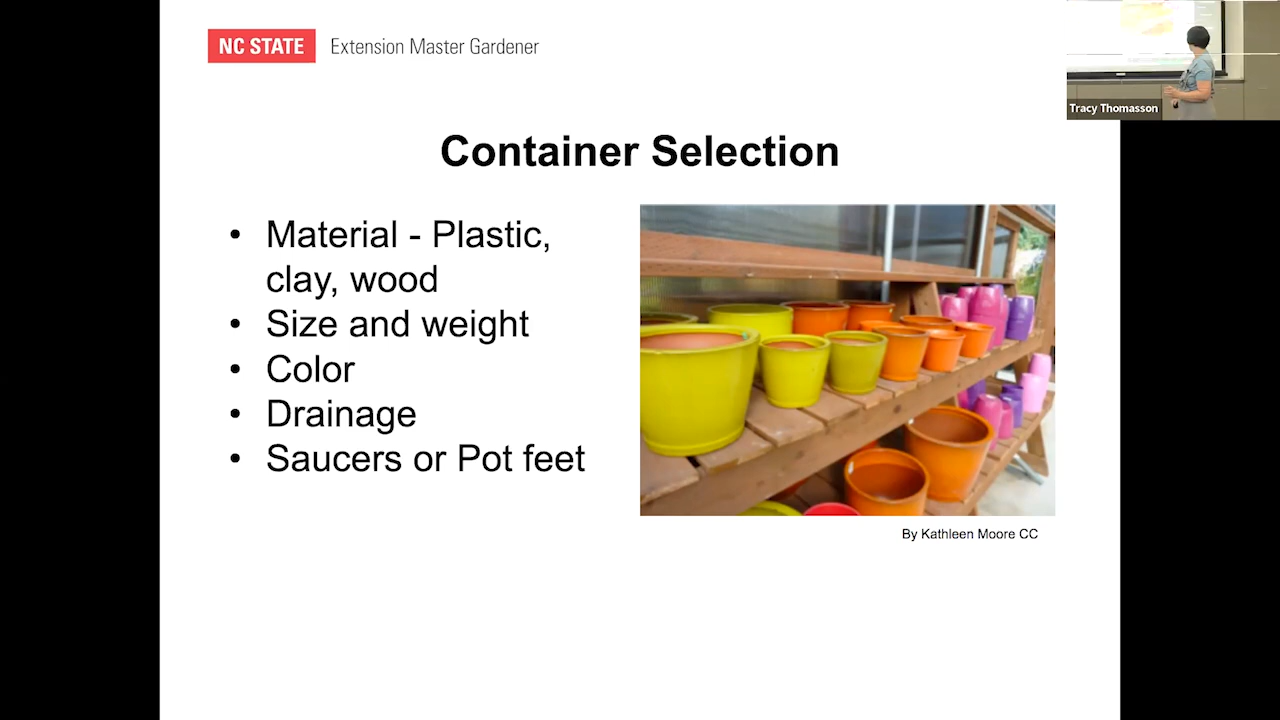 NC STATE Extension Master Gardener
Tracy Thomasson
Container Selection
• Material - Plastic,
clay, wood
• Size and weight
• Color
• Drainage
• Saucers or Pot feet
By Kathleen Moore CC